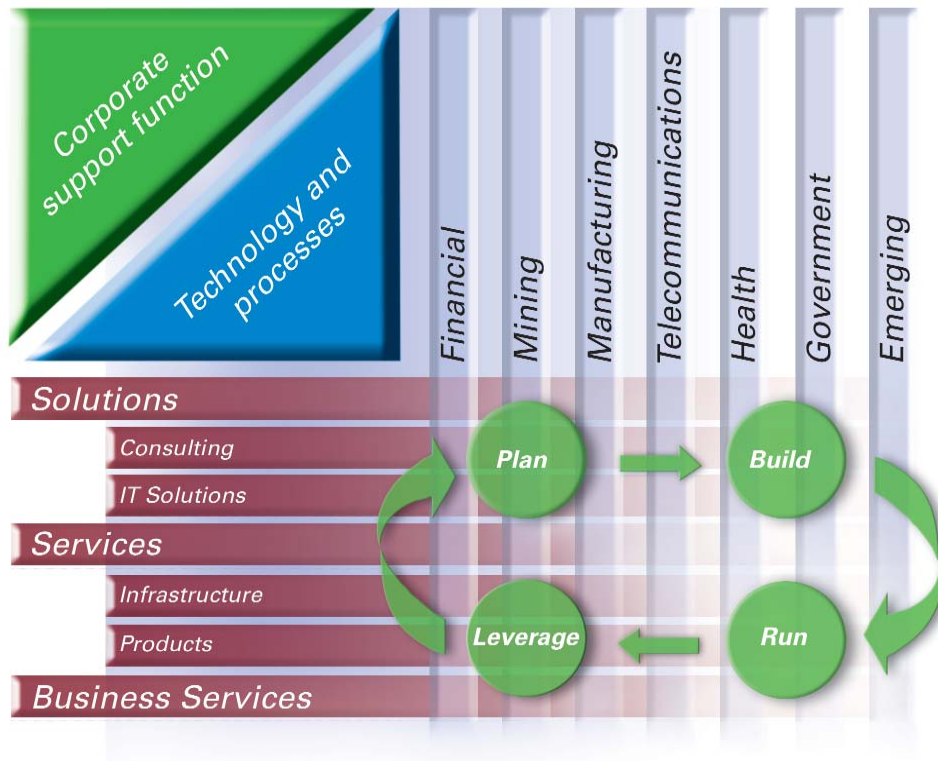 Corporate
support function
Technology and
processes
Financial
Mining
Manufacturing
Telecommunications
Health
Government
Emerging
Solutions
Consulting
IT Solutions
Services
Infrastructure
Products
Business Services
Plan
Build
Leverage
Run